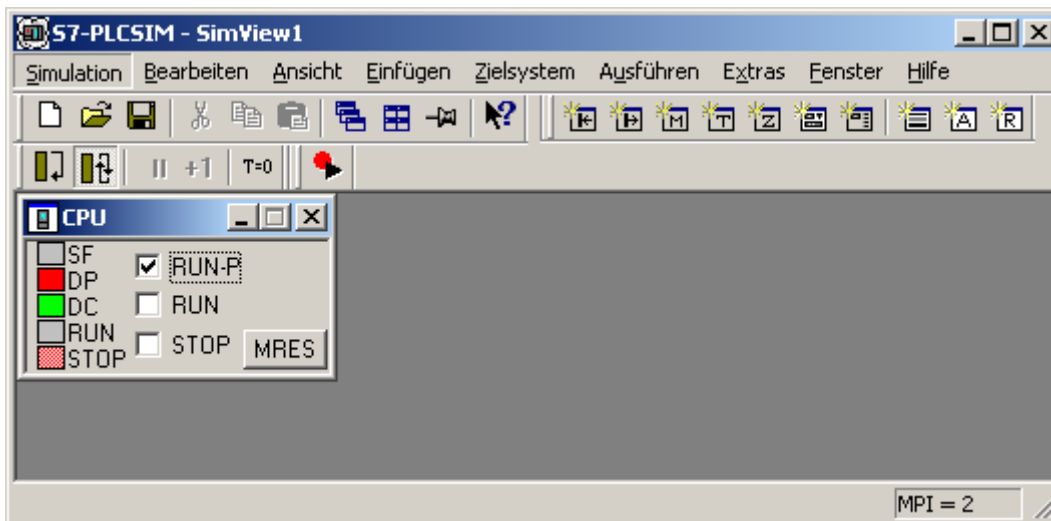 S7-PLCSIM - SimView1
Simulation Bearbeiten Ansicht Einfügen Zielsystem Ausführen Extras Fenster Hilfe
E A M T Z
A R
+1 T=0
CPU
SF
DP
DC
RUN
STOP
RUN-P
RUN
STOP
MRES
MPI = 2